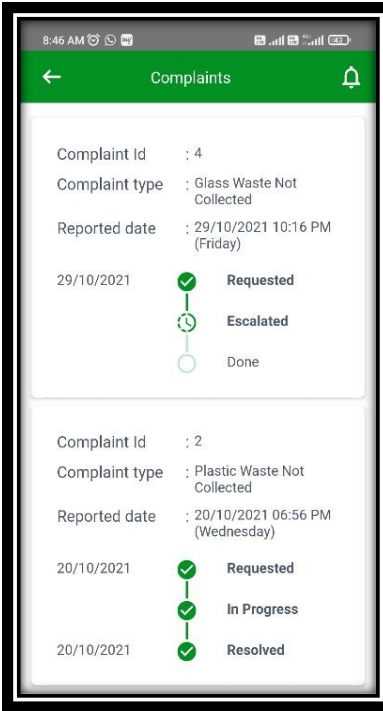 8:46 AM
43
Complaints
Complaint Id : 4
Complaint type : Glass Waste Not
Collected
Reported date : 29/10/2021 10:16 PM
(Friday)
29/10/2021 Requested
Escalated
Done
Complaint Id : 2
Complaint type : Plastic Waste Not
Collected
Reported date : 20/10/2021 06:56 PM
(Wednesday)
20/10/2021 Requested
In Progress
20/10/2021 Resolved